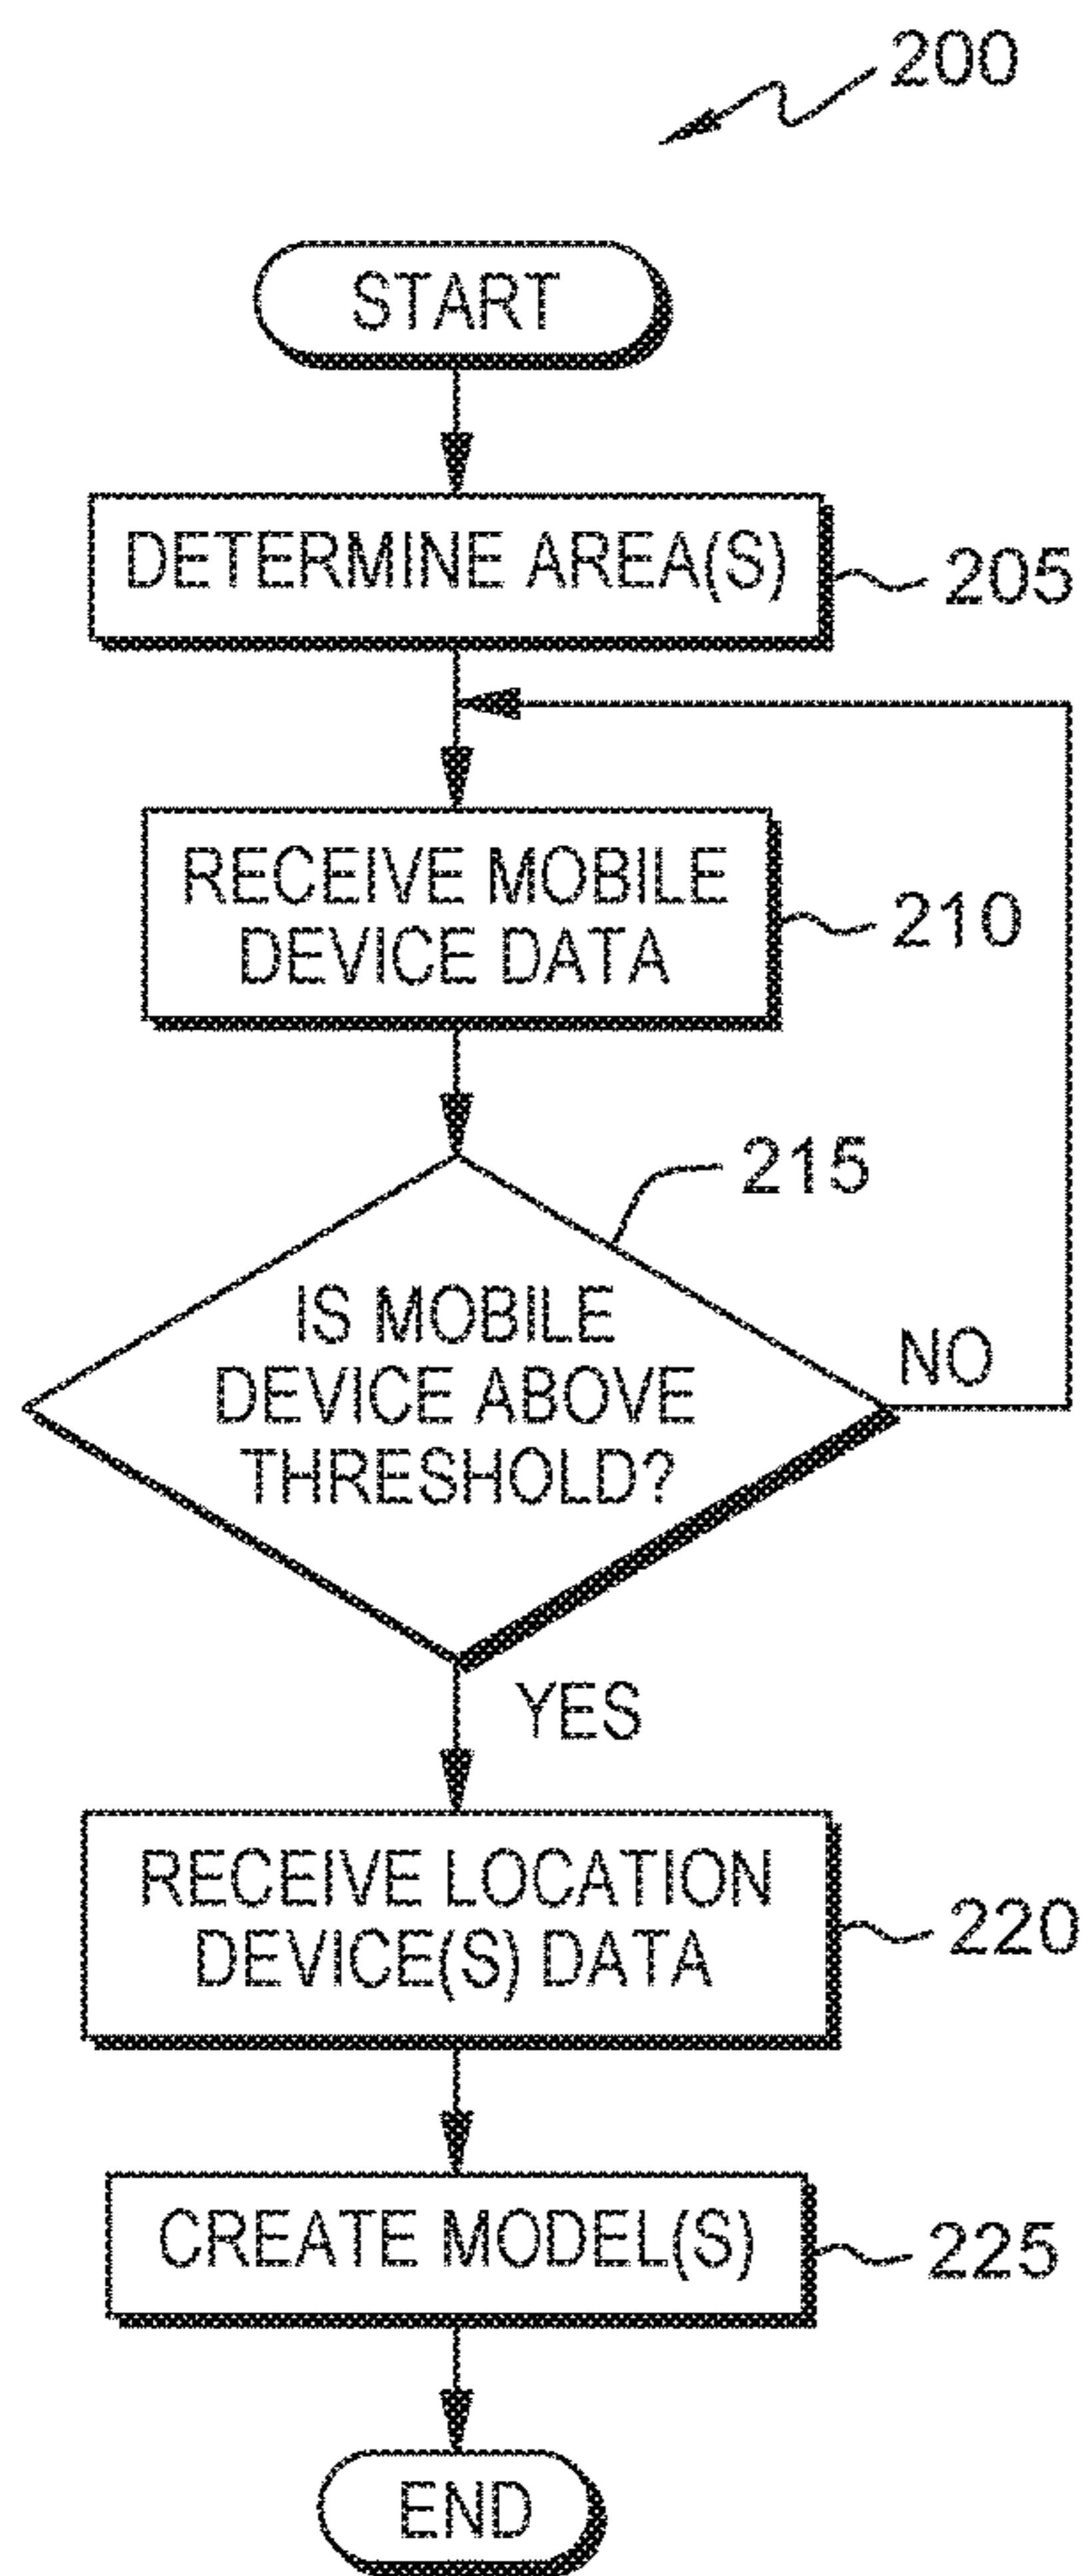 200
START
DETERMINE AREA(S)
205
RECEIVE MOBILE
DEVICE DATA
210
215
IS MOBILE
DEVICE ABOVE
THRESHOLD?
NO
YES
RECEIVE LOCATION
DEVICE(S) DATA
220
CREATE MODEL(S)
225
END